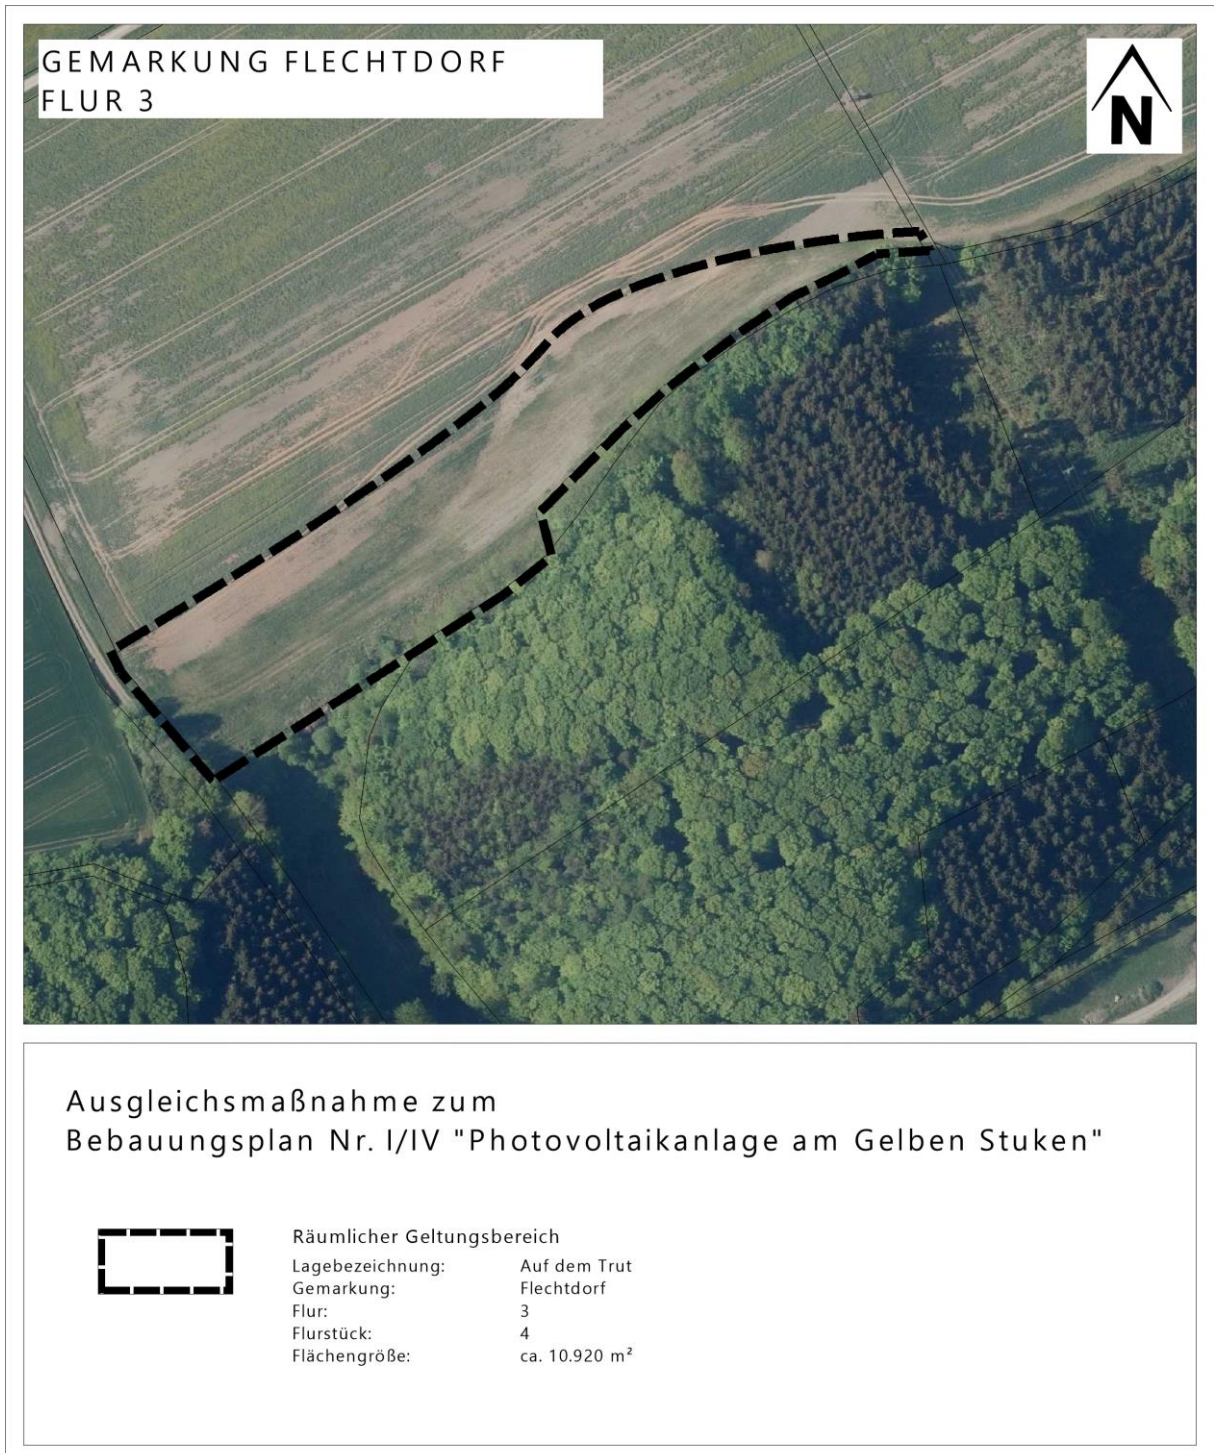 GEMARKUNG FLECHTDORF
FLUR 3
N
Ausgleichsmaßnahme zum
Bebauungsplan Nr. I/IV "Photovoltaikanlage am Gelben Stuken"
Räumlicher Geltungsbereich
Lagebezeichnung: Auf dem Trut
Gemarkung: Flechtdorf
Flur: 3
Flurstück: 4
Flächengröße: ca. 10.920 m²